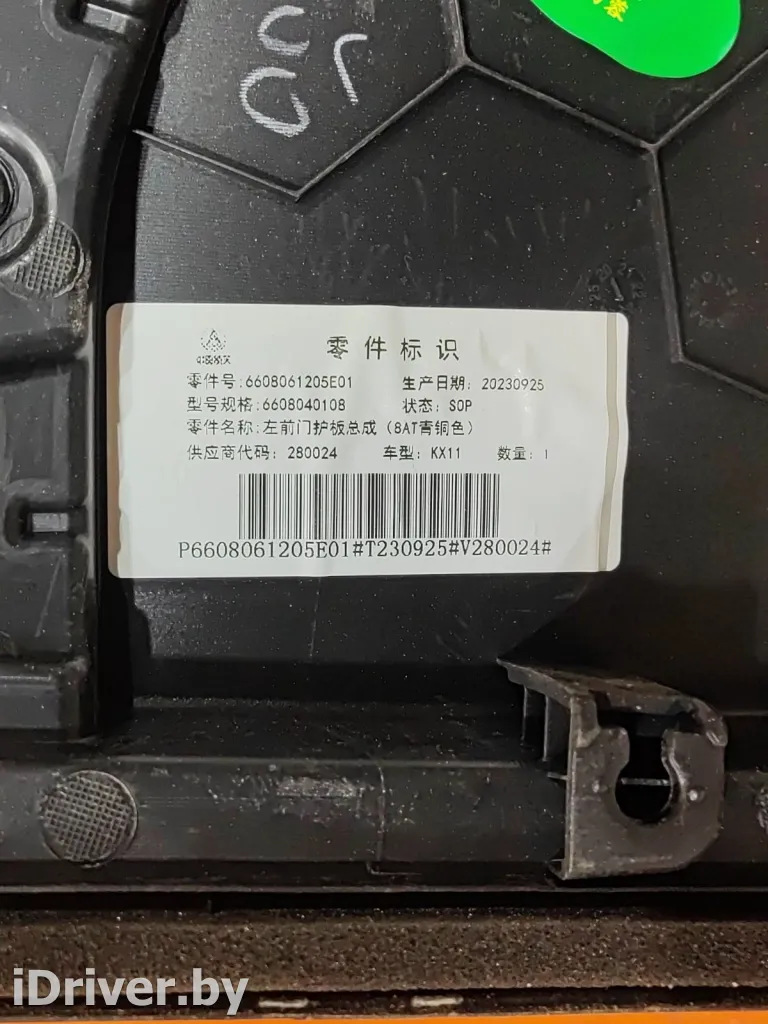 零件标识
零件号:6608061205E01 生产日期: 20230925
型号规格:6608040108 状态: SOP
零件名称:左前门护板总成（8AT青铜色）
供应商代码: 280024 车型: KX11 数量: 1
P6608061205E01#T230925#V280024#
iDriver.by